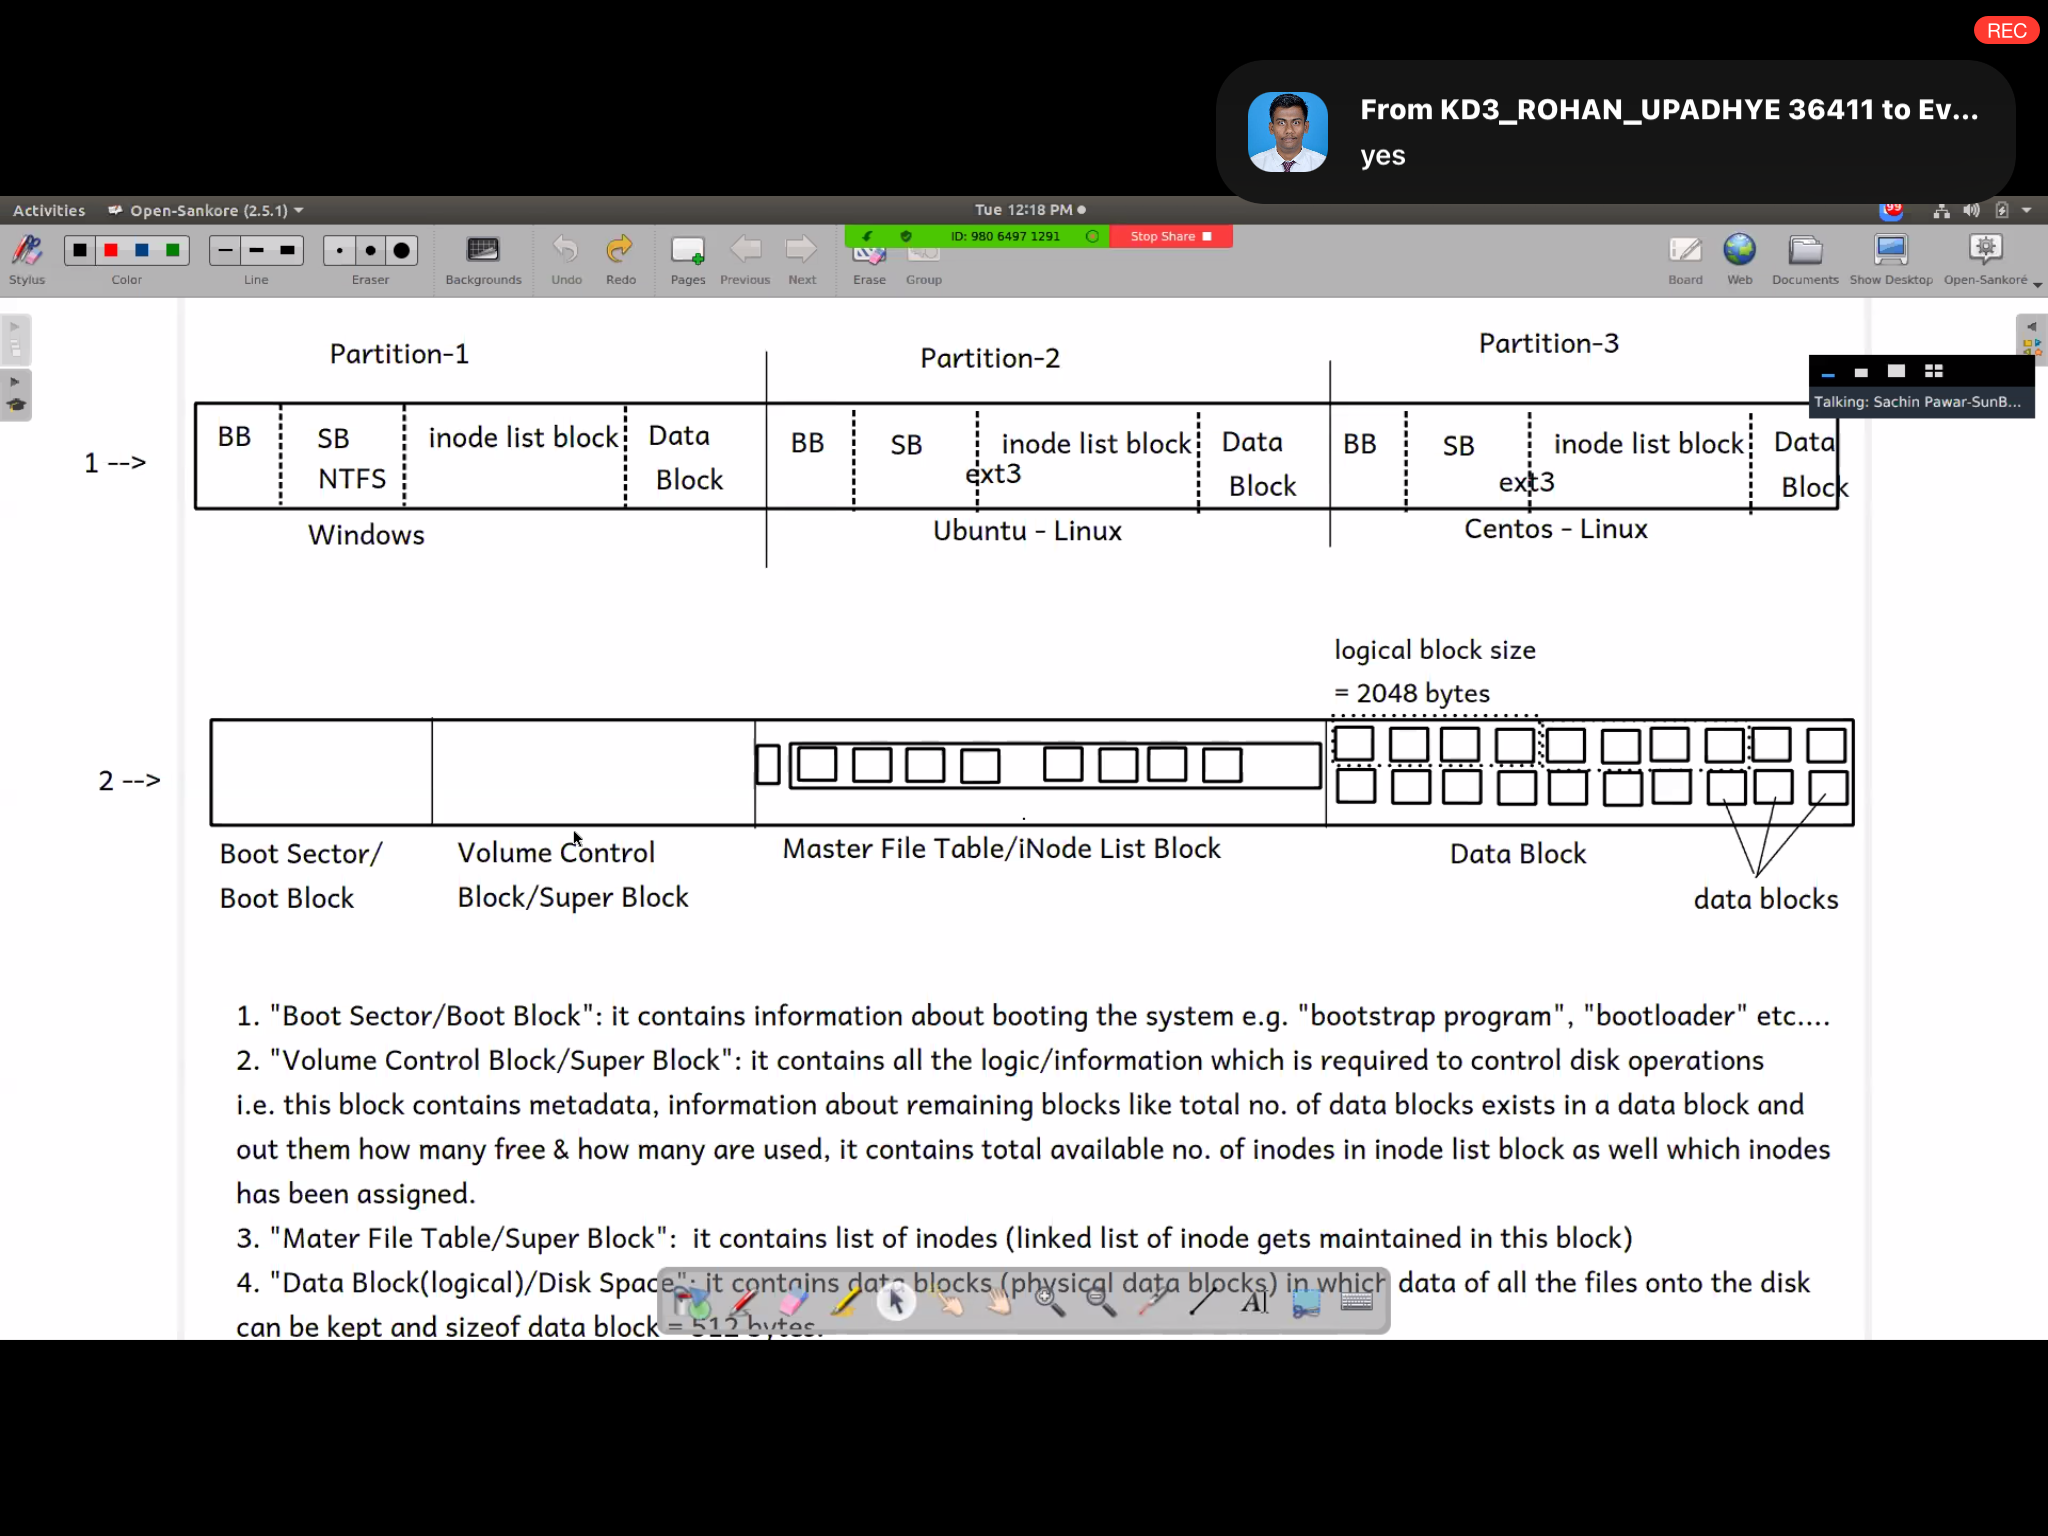 REC
From KD3_ROHAN_UPADHYE 36411 to Ev...
yes
Activities Open-Sankore (2.5.1) Tue 12:18 PM 99
ID: 980 6497 1291 Stop Share
Stylus Color Line Eraser Backgrounds Undo Redo Pages Previous Next Erase Group Board Web Documents Show Desktop Open-Sankoré
Partition-1 Partition-2 Partition-3
Talking: Sachin Pawar-SunB...
1 -->
BB SB inode list block Data BB SB inode list block Data BB SB inode list block Data
NTFS Block ext3 Block ext3 Block
Windows Ubuntu - Linux Centos - Linux
logical block size
= 2048 bytes
2 -->
Boot Sector/ Volume Control Master File Table/iNode List Block Data Block
Boot Block Block/Super Block data blocks
1. "Boot Sector/Boot Block": it contains information about booting the system e.g. "bootstrap program", "bootloader" etc....
2. "Volume Control Block/Super Block": it contains all the logic/information which is required to control disk operations
i.e. this block contains metadata, information about remaining blocks like total no. of data blocks exists in a data block and
out them how many free & how many are used, it contains total available no. of inodes in inode list block as well which inodes
has been assigned.
3. "Mater File Table/Super Block": it contains list of inodes (linked list of inode gets maintained in this block)
4. "Data Block(logical)/Disk Space": it contains data blocks (physical data blocks) in which data of all the files onto the disk
can be kept and sizeof data block = 512 bytes.